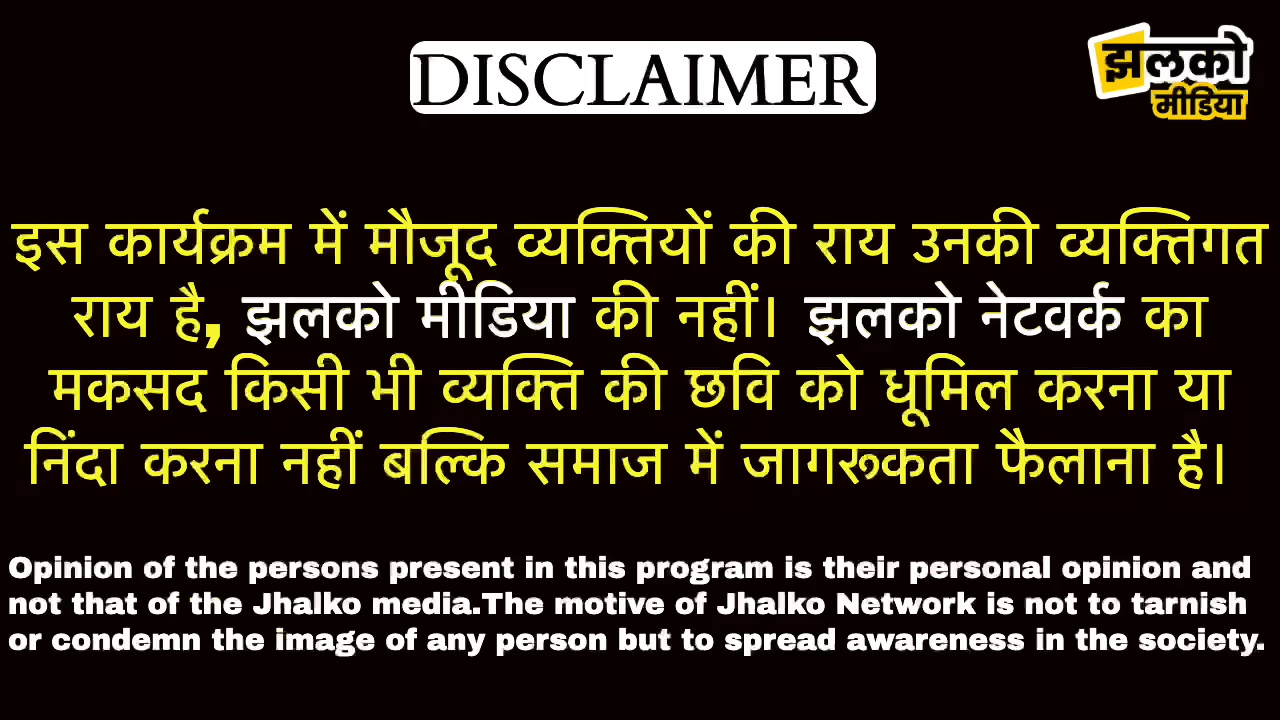 DISCLAIMER
झलको
मीडिया
इस कार्यक्रम में मौजूद व्यक्तियों की राय उनकी व्यक्तिगत
राय है, झलको मीडिया की नहीं। झलको नेटवर्क का
मकसद किसी भी व्यक्ति की छवि को धूमिल करना या
निंदा करना नहीं बल्कि समाज में जागरूकता फैलाना है।
Opinion of the persons present in this program is their personal opinion and
not that of the Jhalko media.The motive of Jhalko Network is not to tarnish
or condemn the image of any person but to spread awareness in the society.